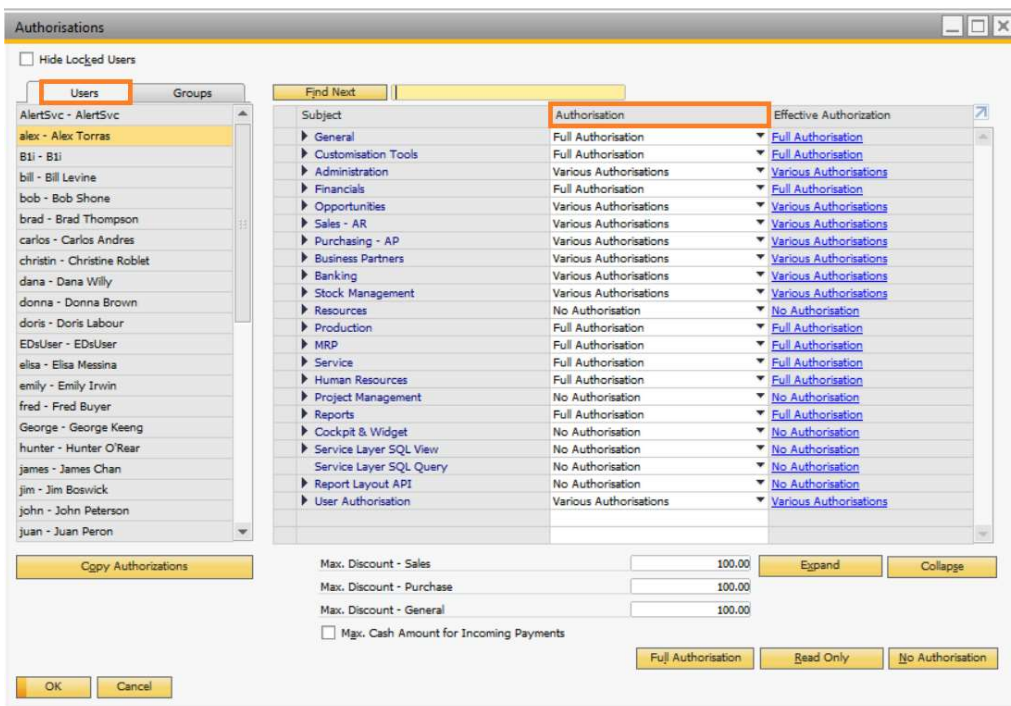 Authorisations
Hide Locked Users
Users Groups
Find Next
AlertSvc - AlertSvc
alex - Alex Torras
B1i - B1i
bill - Bill Levine
bob - Bob Shone
brad - Brad Thompson
carlos - Carlos Andres
christin - Christine Roblet
dana - Dana Willy
donna - Donna Brown
doris - Doris Labour
EDsUser - EDsUser
elisa - Elisa Messina
emily - Emily Irwin
fred - Fred Buyer
George - George Keeng
hunter - Hunter O'Rear
james - James Chan
jim - Jim Boswick
john - John Peterson
juan - Juan Peron
Copy Authorizations
Subject Authorisation Effective Authorization
General Full Authorisation Full Authorisation
Customisation Tools Full Authorisation Full Authorisation
Administration Various Authorisations Various Authorisations
Financials Full Authorisation Full Authorisation
Opportunities Various Authorisations Various Authorisations
Sales - AR Various Authorisations Various Authorisations
Purchasing - AP Various Authorisations Various Authorisations
Business Partners Various Authorisations Various Authorisations
Banking Various Authorisations Various Authorisations
Stock Management Various Authorisations Various Authorisations
Resources No Authorisation No Authorisation
Production Full Authorisation Full Authorisation
MRP Full Authorisation Full Authorisation
Service Full Authorisation Full Authorisation
Human Resources Full Authorisation Full Authorisation
Project Management No Authorisation No Authorisation
Reports Full Authorisation Full Authorisation
Cockpit & Widget No Authorisation No Authorisation
Service Layer SQL View No Authorisation No Authorisation
Service Layer SQL Query No Authorisation No Authorisation
Report Layout API No Authorisation No Authorisation
User Authorisation Various Authorisations Various Authorisations
Max. Discount - Sales 100.00
Max. Discount - Purchase 100.00
Max. Discount - General 100.00
Expand Collapse
Max. Cash Amount for Incoming Payments
Full Authorisation Read Only No Authorisation
OK Cancel